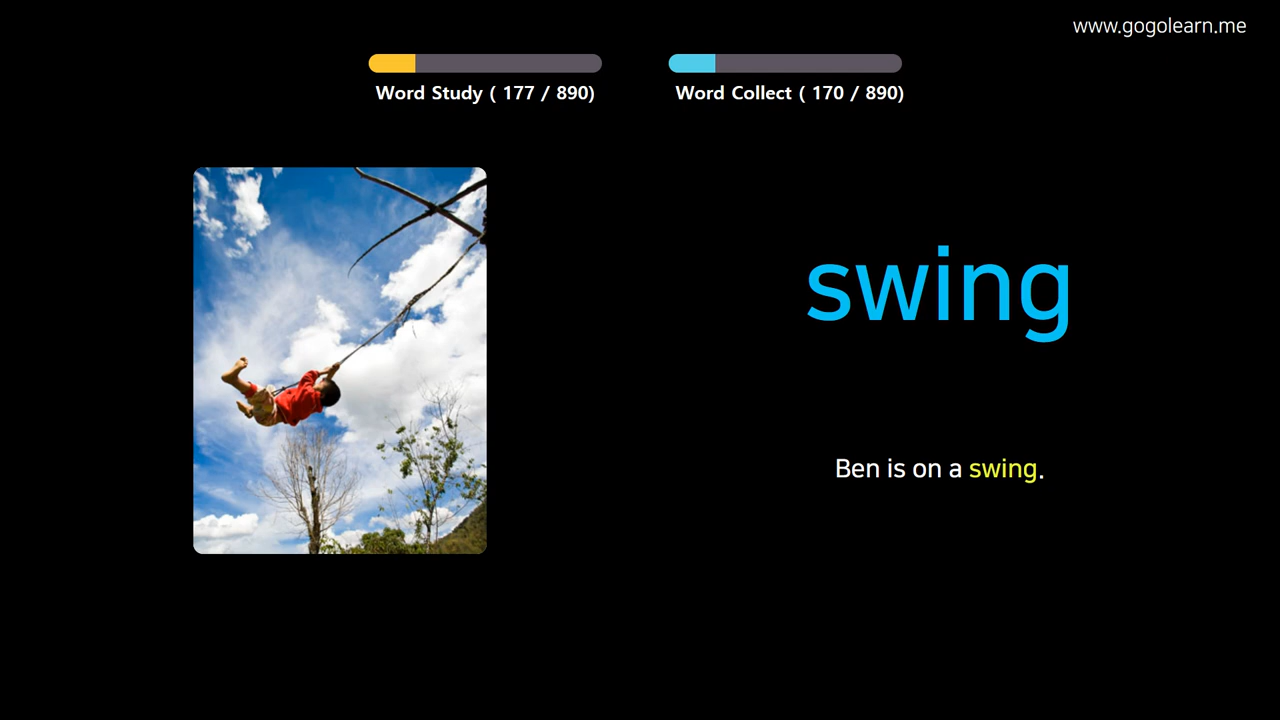 www.gogolearn.me
Word Study ( 177 / 890)
Word Collect ( 170 / 890)
swing
Ben is on a swing.